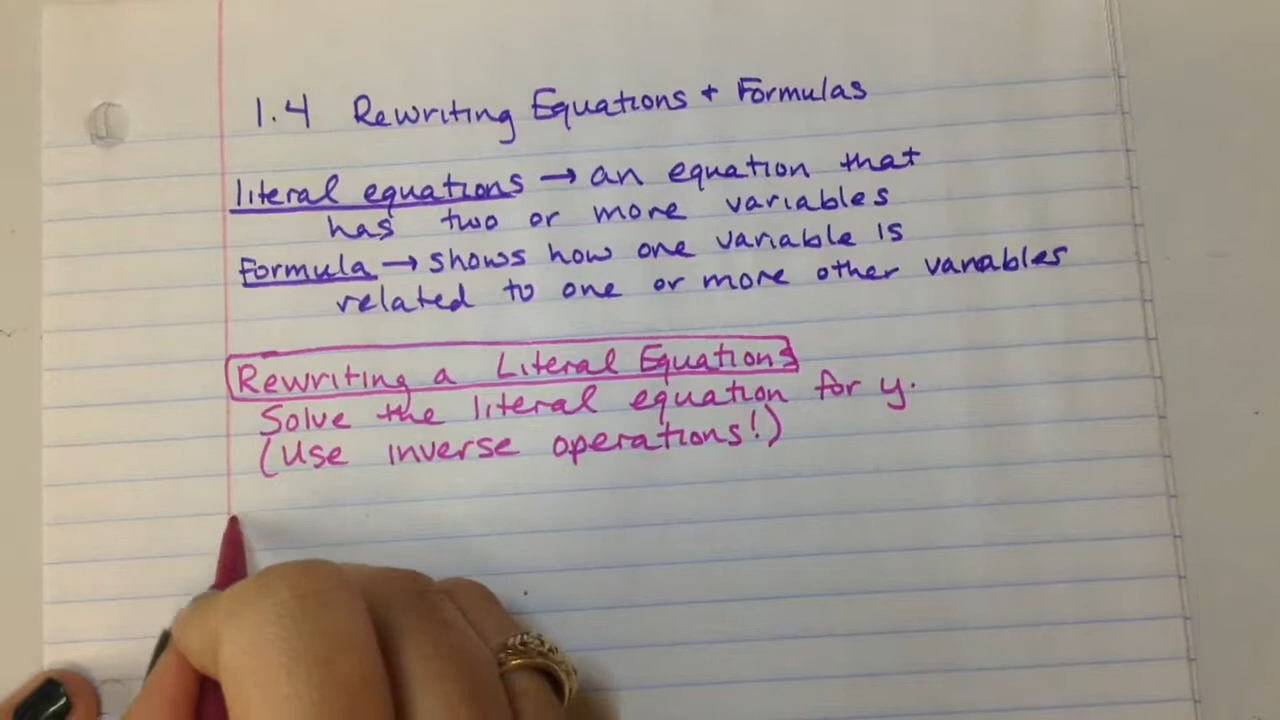 1.4 Rewriting Equations + Formulas
literal equations → an equation that
has two or more variables
Formula → shows how one variable is
related to one or more other variables
Rewriting a Literal Equations
Solve the literal equation for y.
(Use inverse operations!)